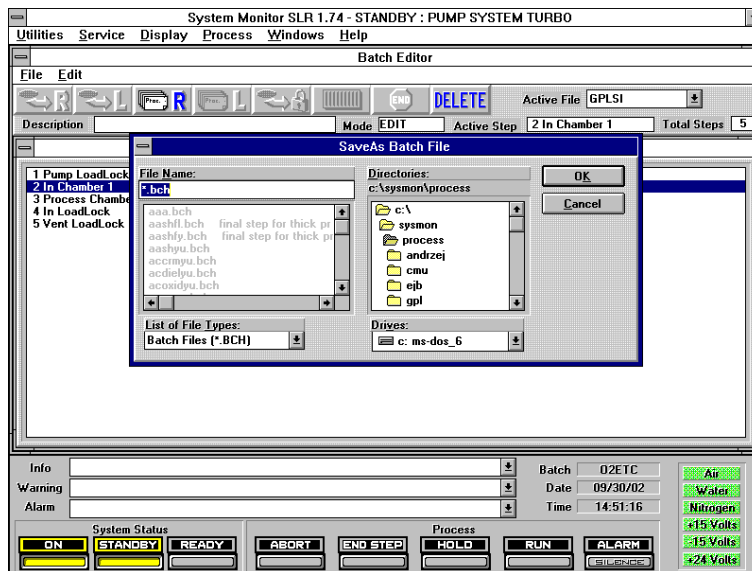 System Monitor SLR 1.74 - STANDBY : PUMP SYSTEM TURBO
Utilities Service Display Process Windows Help
Batch Editor
File Edit
R L Proc. R L END DELETE Active File GPLSI
Description Mode EDIT Active Step 2 In Chamber 1 Total Steps 5
SaveAs Batch File
1 Pump LoadLock
2 In Chamber 1
3 Process Chambe
4 In LoadLock
5 Vent LoadLock
File Name:
*.bch
aaa.bch
aashfl.bch final step for thick pr
aashfy.bch final step for thick pr
aashyu.bch
accrmyu.bch
acdielyu.bch
acoxidyu.bch
List of File Types:
Batch Files (*.BCH)
Directories:
c:\sysmon\process
c:\
sysmon
process
andrzej
cmu
ejb
gpl
Drives:
c: ms-dos_6
OK
Cancel
Info
Warning
Alarm
Batch 02ETC
Date 09/30/02
Time 14:51:16
Air
Water
Nitrogen
+15 Volts
-15 Volts
+24 Volts
System Status
ON STANDBY READY
Process
ABORT END STEP HOLD RUN ALARM
SILENCE